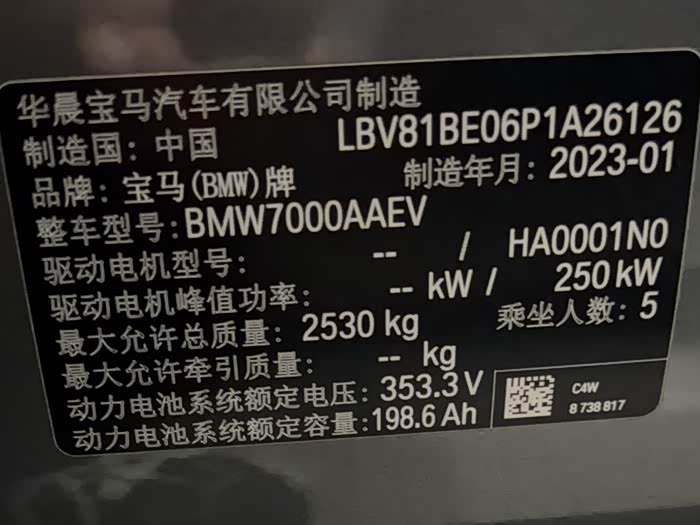 华晨宝马汽车有限公司制造
制造国: 中国 LBV81BE06P1A26126
品牌: 宝马(BMW)牌 制造年月: 2023-01
整车型号: BMW7000AAEV
驱动电机型号: -- / HA0001N0
驱动电机峰值功率: -- kW / 250 kW
最大允许总质量: 2530 kg 乘坐人数: 5
最大允许牵引质量: -- kg
动力电池系统额定电压: 353.3 V C4W
动力电池系统额定容量: 198.6 Ah 8 738 817